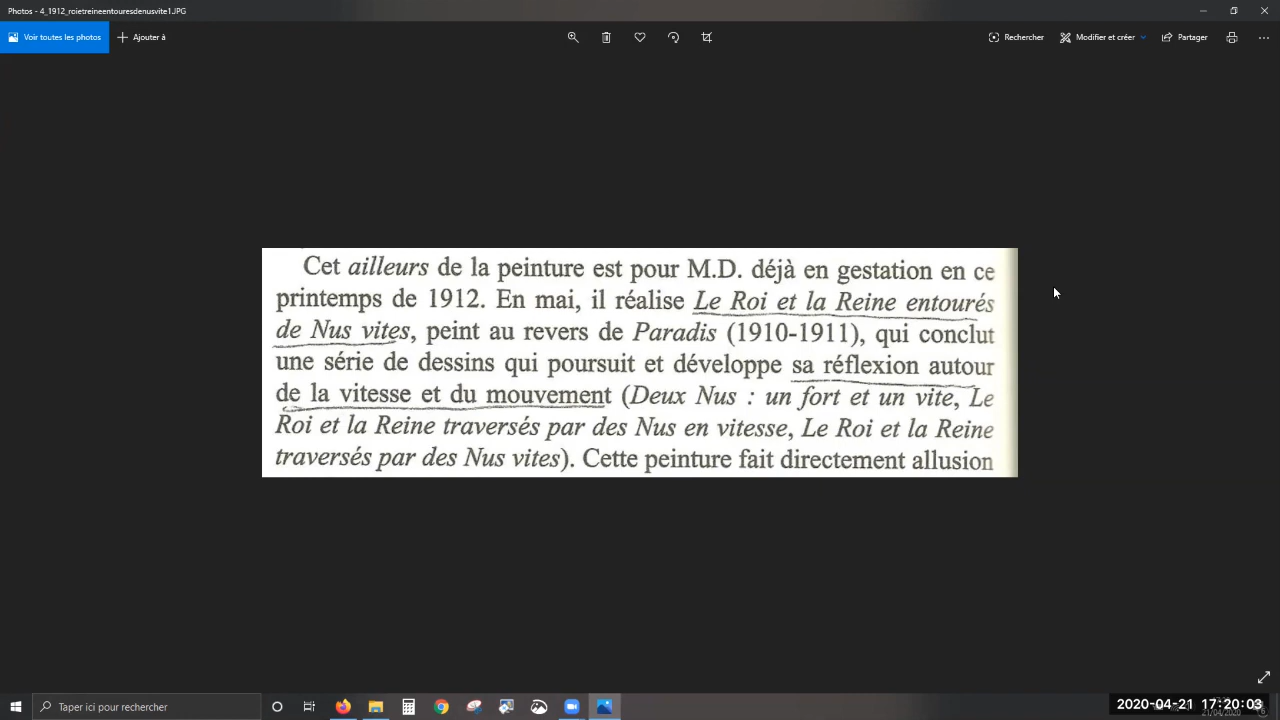 Photos - 4_1912_roietreineentouresdenusvite1.JPG
Voir toutes les photos
Ajouter à
Rechercher
Modifier et créer
Partager
Cet ailleurs de la peinture est pour M.D. déjà en gestation en ce
printemps de 1912. En mai, il réalise Le Roi et la Reine entourés
de Nus vites, peint au revers de Paradis (1910-1911), qui conclut
une série de dessins qui poursuit et développe sa réflexion autour
de la vitesse et du mouvement (Deux Nus : un fort et un vite, Le
Roi et la Reine traversés par des Nus en vitesse, Le Roi et la Reine
traversés par des Nus vites). Cette peinture fait directement allusion
Taper ici pour rechercher
2020-04-21 17:20:03
21/04/2020